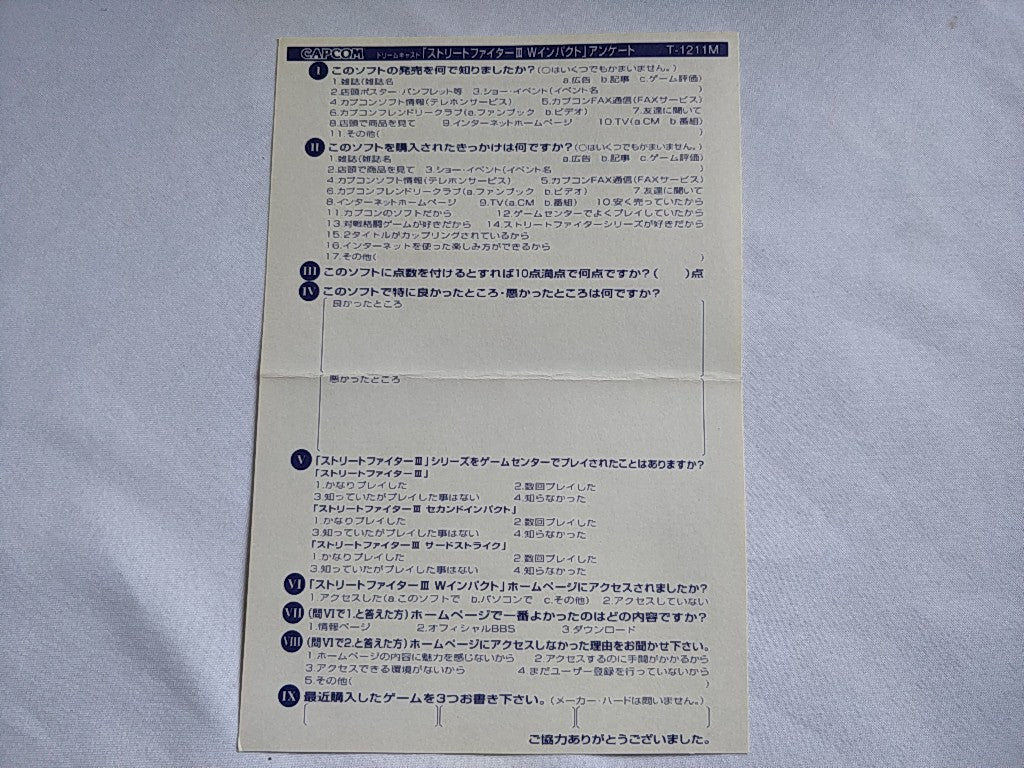 CAPCOM ドリームキャスト「ストリートファイターⅢ Wインパクト」アンケート T-1211M
Ⅰ このソフトの発売を何で知りましたか?(○はいくつでもかまいません。)
1.雑誌(雑誌名 a.広告 b.記事 c.ゲーム評価)
2.店頭ポスター・パンフレット等 3.ショー・イベント(イベント名 )
4.カプコンソフト情報(テレホンサービス) 5.カプコンFAX通信(FAXサービス)
6.カプコンフレンドリークラブ(a.ファンブック b.ビデオ) 7.友達に聞いて
8.店頭で商品を見て 9.インターネットホームページ 10.TV(a.CM b.番組)
11.その他( )
Ⅱ このソフトを購入されたきっかけは何ですか?(○はいくつでもかまいません。)
1.雑誌(雑誌名 a.広告 b.記事 c.ゲーム評価)
2.店頭で商品を見て 3.ショー・イベント(イベント名 )
4.カプコンソフト情報(テレホンサービス) 5.カプコンFAX通信(FAXサービス)
6.カプコンフレンドリークラブ(a.ファンブック b.ビデオ) 7.友達に聞いて
8.インターネットホームページ 9.TV(a.CM b.番組) 10.安く売っていたから
11.カプコンのソフトだから 12.ゲームセンターでよくプレイしていたから
13.対戦格闘ゲームが好きだから 14.ストリートファイターシリーズが好きだから
15.2タイトルがカップリングされているから
16.インターネットを使った楽しみ方ができるから
17.その他( )
Ⅲ このソフトに点数を付けるとすれば10点満点で何点ですか?( )点
Ⅳ このソフトで特に良かったところ・悪かったところは何ですか?
良かったところ
悪かったところ
Ⅴ 「ストリートファイターⅢ」シリーズをゲームセンターでプレイされたことはありますか?
「ストリートファイターⅢ」
1.かなりプレイした 2.数回プレイした
3.知っていたがプレイした事はない 4.知らなかった
「ストリートファイターⅢ セカンドインパクト」
1.かなりプレイした 2.数回プレイした
3.知っていたがプレイした事はない 4.知らなかった
「ストリートファイターⅢ サードストライク」
1.かなりプレイした 2.数回プレイした
3.知っていたがプレイした事はない 4.知らなかった
Ⅵ 「ストリートファイターⅢ Wインパクト」ホームページにアクセスされましたか?
1.アクセスした(a.このソフトで b.パソコンで c.その他) 2.アクセスしていない
Ⅶ (問Ⅵで1.と答えた方)ホームページで一番よかったのはどの内容ですか?
1.情報ページ 2.オフィシャルBBS 3.ダウンロード
Ⅷ (問Ⅵで2.と答えた方)ホームページにアクセスしなかった理由をお聞かせ下さい。
1.ホームページの内容に魅力を感じないから 2.アクセスするのに手間がかかるから
3.アクセスできる環境がないから 4.まだユーザー登録を行っていないから
5.その他( )
Ⅸ 最近購入したゲームを3つお書き下さい。(メーカー・ハードは問いません。)
ご協力ありがとうございました。